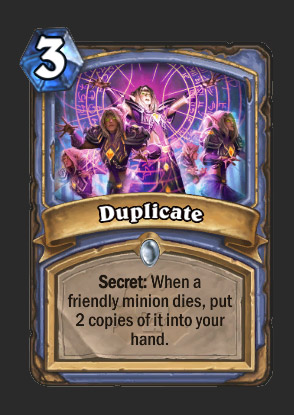 3
Duplicate
Secret: When a
friendly minion dies, put
2 copies of it into your
hand.